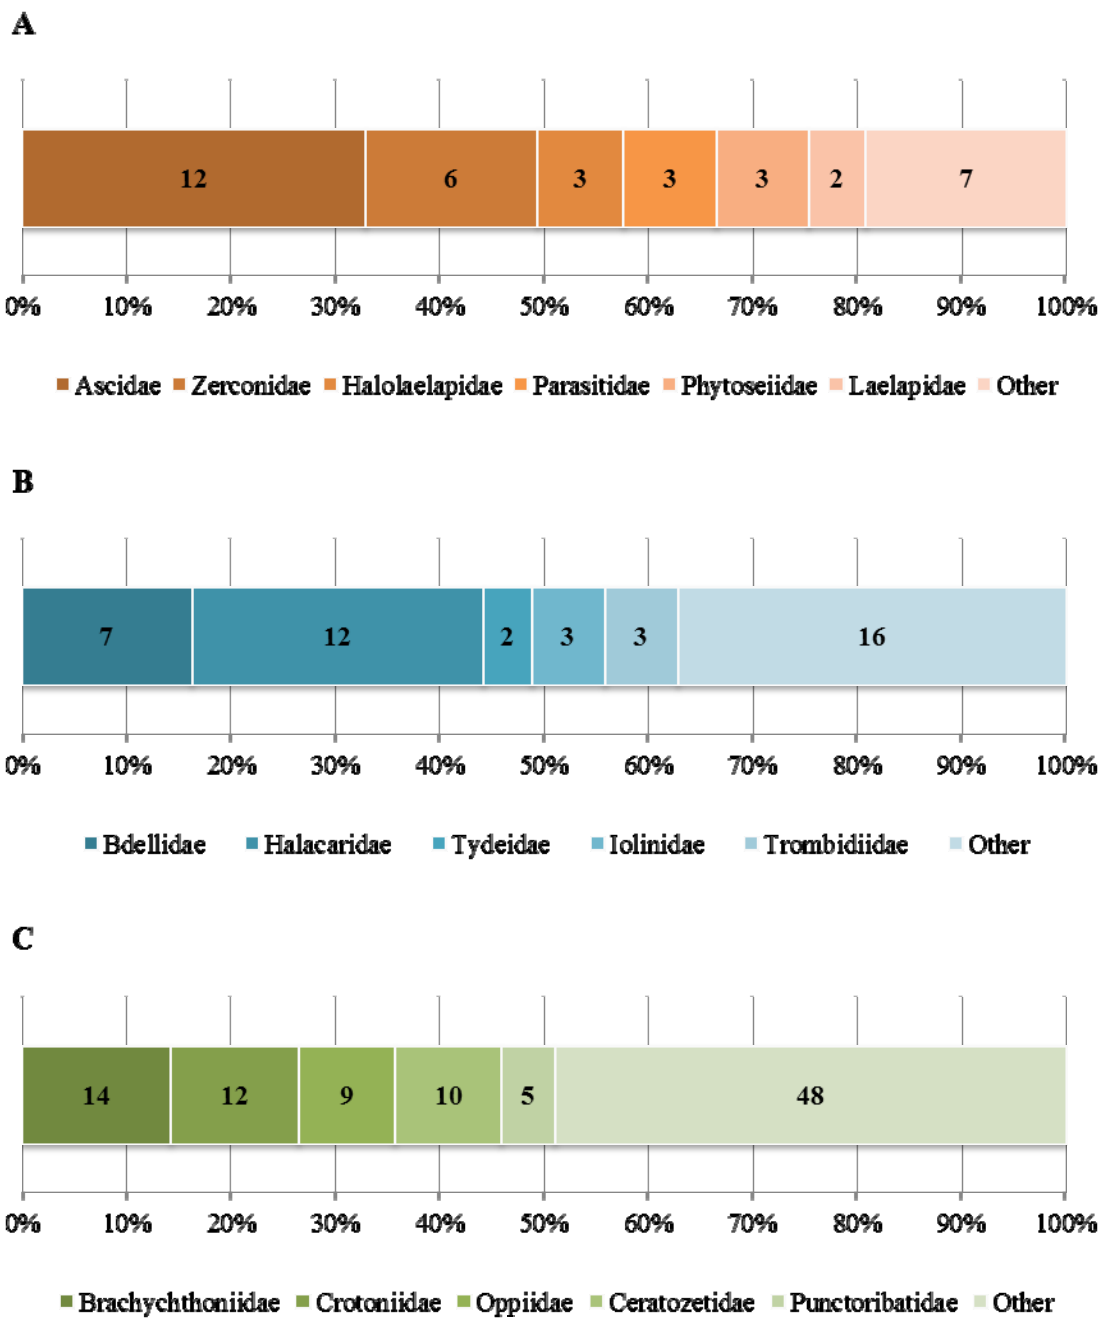 A
12 6 3 3 3 2 7
0% 10% 20% 30% 40% 50% 60% 70% 80% 90% 100%
Ascidae Zerconidae Halolaelapidae Parasitidae Phytoseiidae Laelapidae Other
B
7 12 2 3 3 16
0% 10% 20% 30% 40% 50% 60% 70% 80% 90% 100%
Bdellidae Halacaridae Tydeidae Iolinidae Trombidiidae Other
C
14 12 9 10 5 48
0% 10% 20% 30% 40% 50% 60% 70% 80% 90% 100%
Brachychthoniidae Crotoniidae Oppiidae Ceratozetidae Punctoribatidae Other